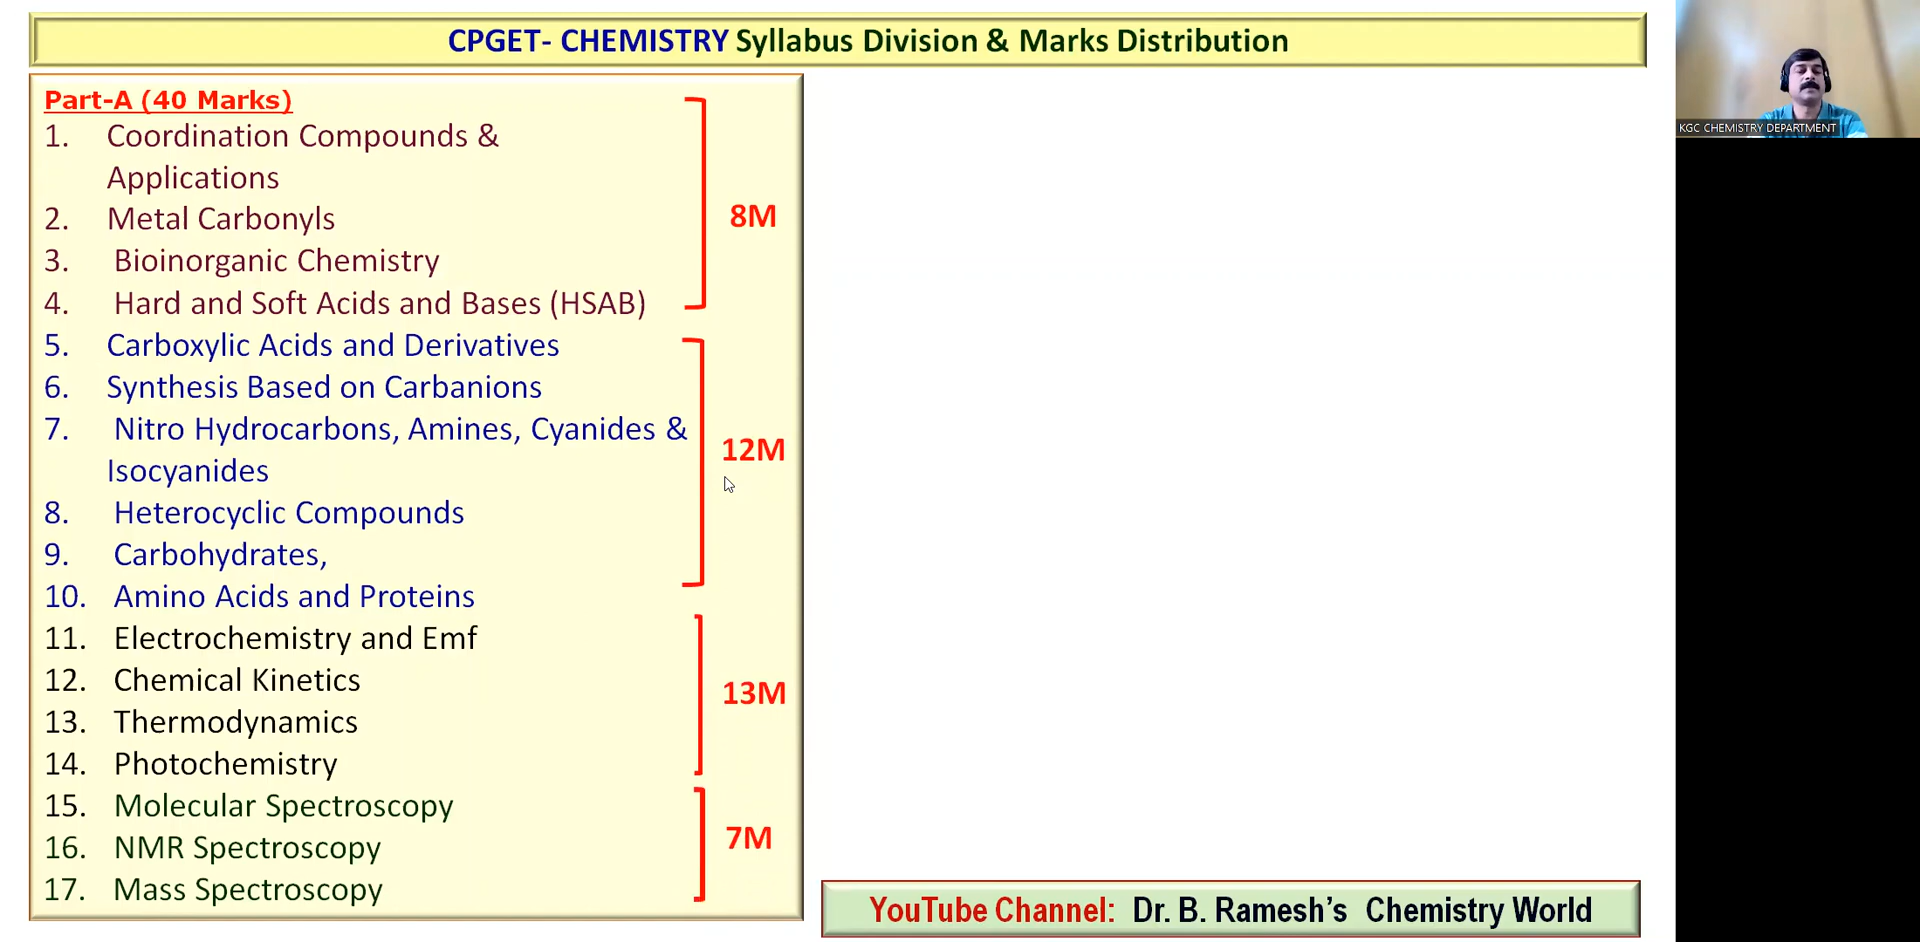 CPGET- CHEMISTRY Syllabus Division & Marks Distribution
Part-A (40 Marks)
1. Coordination Compounds &
Applications
2. Metal Carbonyls
3. Bioinorganic Chemistry
4. Hard and Soft Acids and Bases (HSAB)
8M
5. Carboxylic Acids and Derivatives
6. Synthesis Based on Carbanions
7. Nitro Hydrocarbons, Amines, Cyanides &
Isocyanides
8. Heterocyclic Compounds
9. Carbohydrates,
10. Amino Acids and Proteins
12M
11. Electrochemistry and Emf
12. Chemical Kinetics
13. Thermodynamics
14. Photochemistry
13M
15. Molecular Spectroscopy
16. NMR Spectroscopy
17. Mass Spectroscopy
7M
YouTube Channel: Dr. B. Ramesh's Chemistry World
KGC CHEMISTRY DEPARTMENT